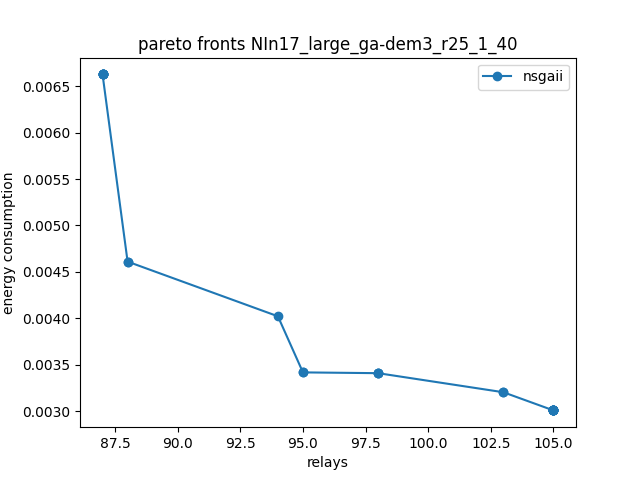 pareto fronts NIn17_large_ga-dem3_r25_1_40
nsgaii
energy consumption
0.0065
0.0060
0.0055
0.0050
0.0045
0.0040
0.0035
0.0030
87.5 90.0 92.5 95.0 97.5 100.0 102.5 105.0
relays